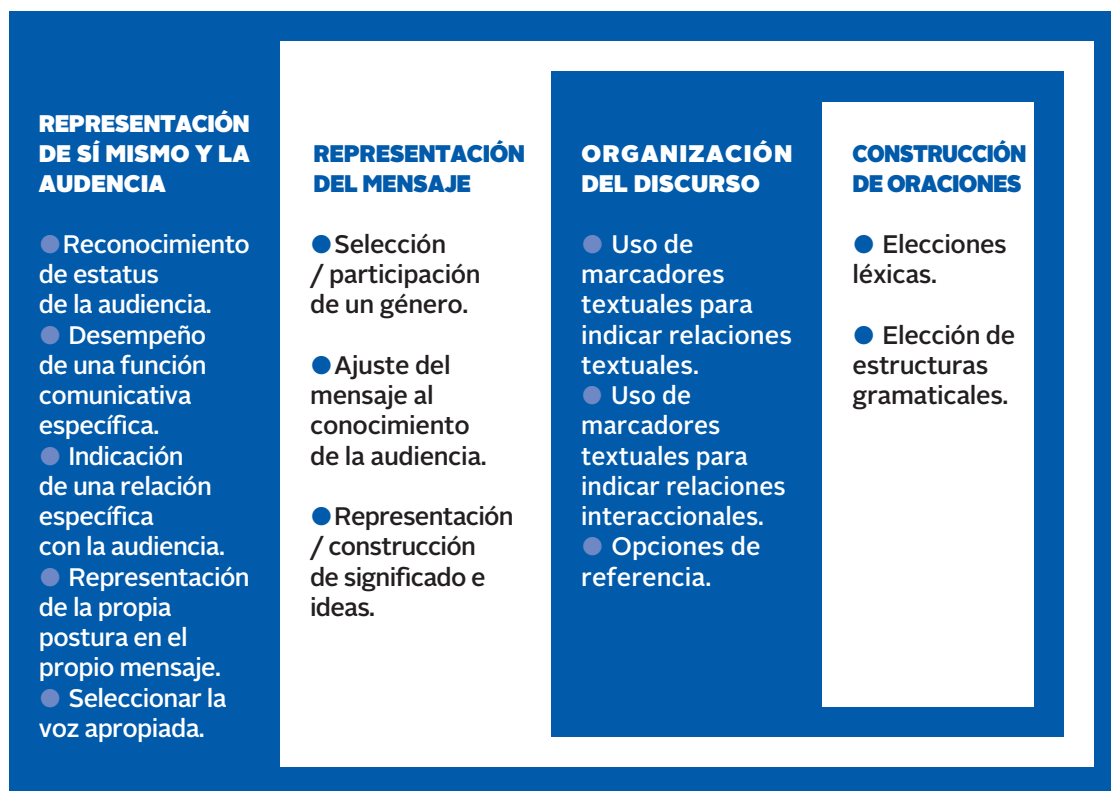 REPRESENTACIÓN
DE SÍ MISMO Y LA
AUDENCIA
● Reconocimiento
de estatus
de la audiencia.
● Desempeño
de una función
comunicativa
específica.
● Indicación
de una relación
específica
con la audiencia.
● Representación
de la propia
postura en el
propio mensaje.
● Seleccionar la
voz apropiada.
REPRESENTACIÓN
DEL MENSAJE
● Selección
/ participación
de un género.
● Ajuste del
mensaje al
conocimiento
de la audiencia.
● Representación
/ construcción
de significado e
ideas.
ORGANIZACIÓN
DEL DISCURSO
● Uso de
marcadores
textuales para
indicar relaciones
textuales.
● Uso de
marcadores
textuales para
indicar relaciones
interaccionales.
● Opciones de
referencia.
CONSTRUCCIÓN
DE ORACIONES
● Elecciones
léxicas.
● Elección de
estructuras
gramaticales.